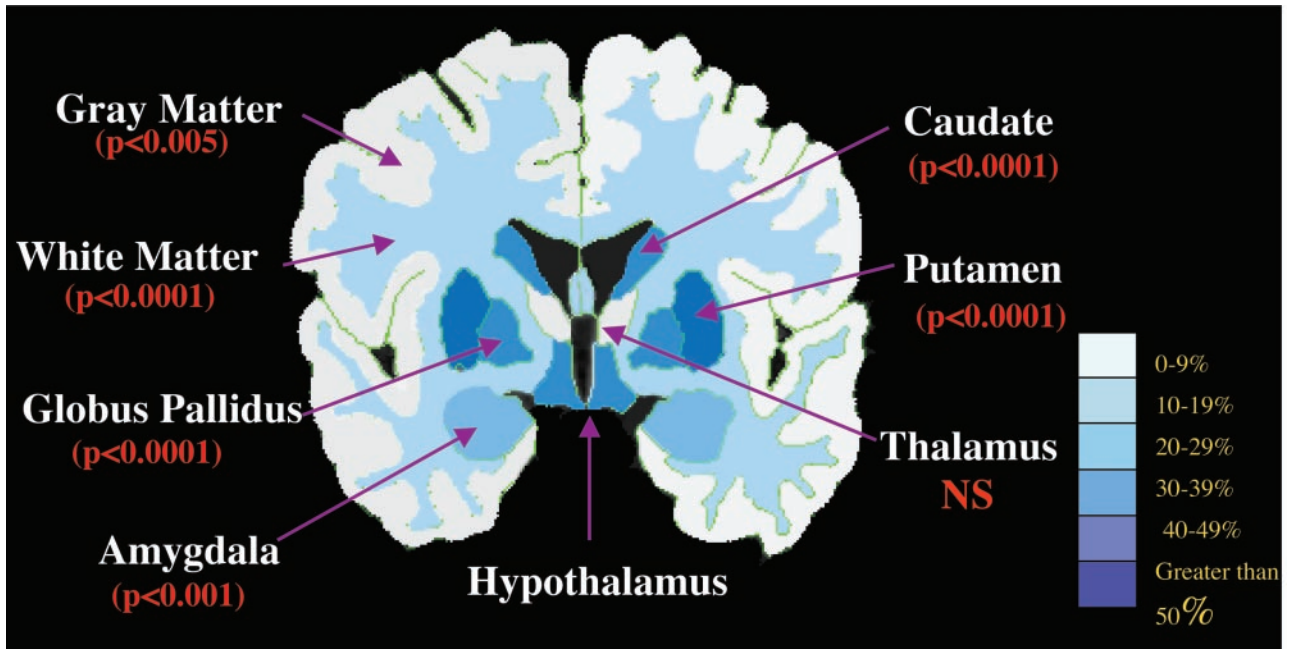 Gray Matter
(p<0.005)
White Matter
(p<0.0001)
Globus Pallidus
(p<0.0001)
Amygdala
(p<0.001)
Hypothalamus
Caudate
(p<0.0001)
Putamen
(p<0.0001)
Thalamus
NS
0-9%
10-19%
20-29%
30-39%
40-49%
Greater than
50%